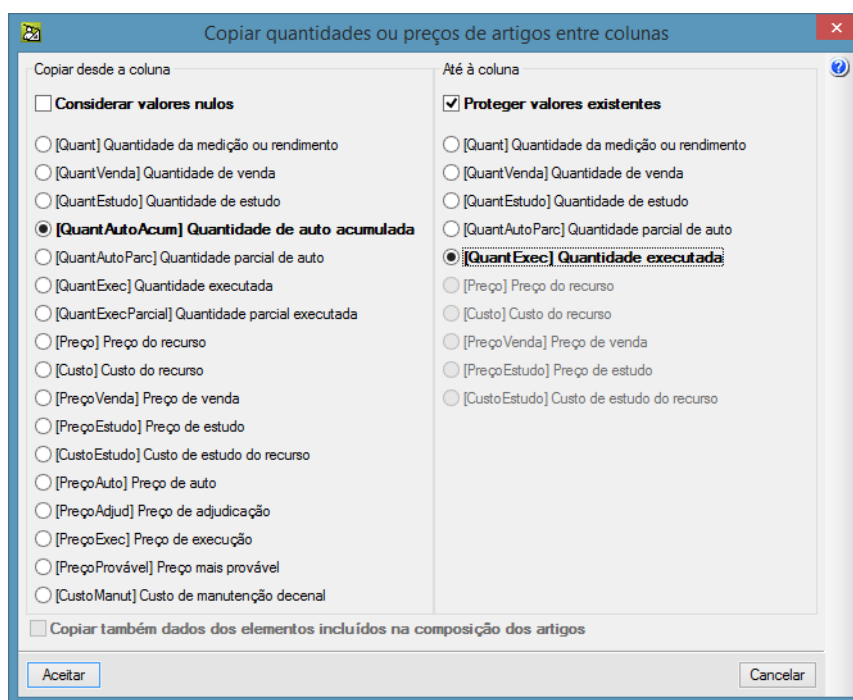 Copiar quantidades ou preços de artigos entre colunas
Copiar desde a coluna
Considerar valores nulos
[Quant] Quantidade da medição ou rendimento
[QuantVenda] Quantidade de venda
[QuantEstudo] Quantidade de estudo
[QuantAutoAcum] Quantidade de auto acumulada
[QuantAutoParc] Quantidade parcial de auto
[QuantExec] Quantidade executada
[QuantExecParcial] Quantidade parcial executada
[Preço] Preço do recurso
[Custo] Custo do recurso
[PreçoVenda] Preço de venda
[PreçoEstudo] Preço de estudo
[CustoEstudo] Custo de estudo do recurso
[PreçoAuto] Preço de auto
[PreçoAdjud] Preço de adjudicação
[PreçoExec] Preço de execução
[PreçoProvável] Preço mais provável
[CustoManut] Custo de manutenção decenal
Até à coluna
Proteger valores existentes
[Quant] Quantidade da medição ou rendimento
[QuantVenda] Quantidade de venda
[QuantEstudo] Quantidade de estudo
[QuantAutoParc] Quantidade parcial de auto
[QuantExec] Quantidade executada
[Preço] Preço do recurso
[Custo] Custo do recurso
[PreçoVenda] Preço de venda
[PreçoEstudo] Preço de estudo
[CustoEstudo] Custo de estudo do recurso
Copiar também dados dos elementos incluídos na composição dos artigos
Aceitar
Cancelar